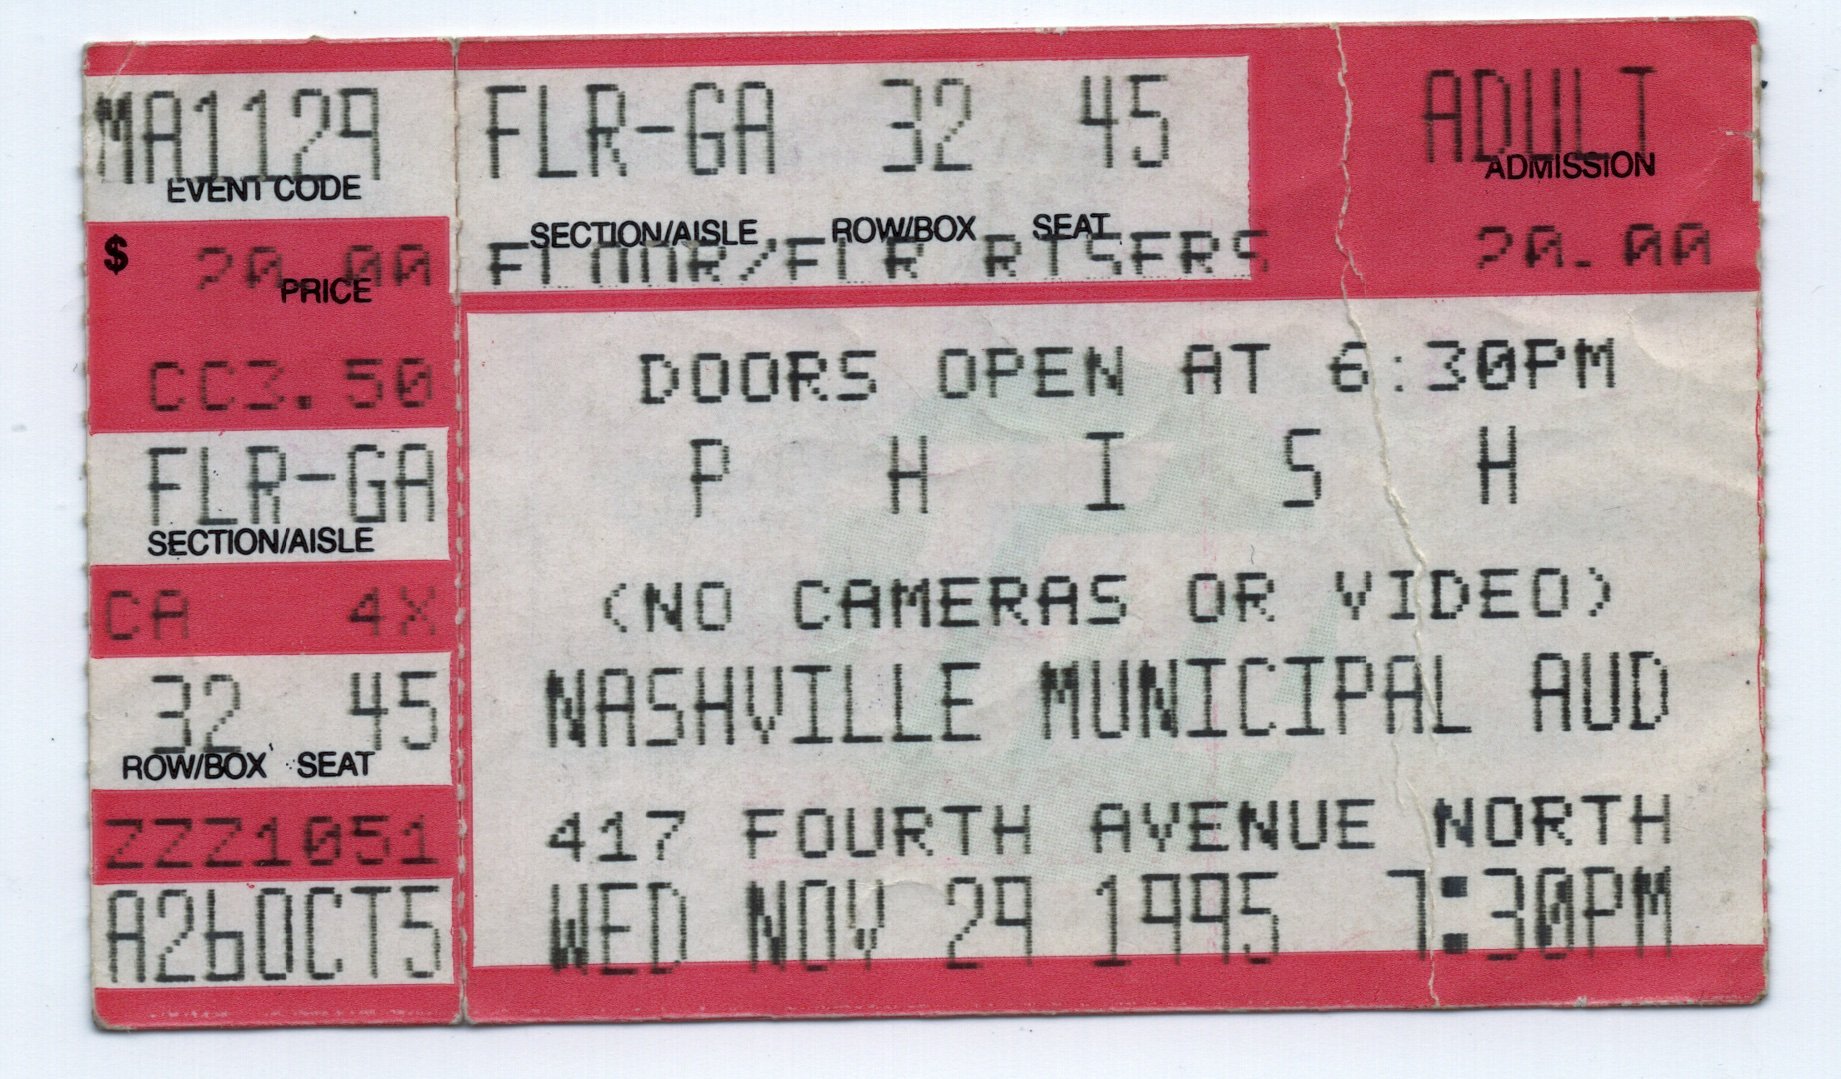 MA1129
EVENT CODE
$ 20.00
PRICE
CC3.50
FLR-GA
SECTION/AISLE
CA 4X
32 45
ROW/BOX SEAT
ZZZ1051
A26OCT5
FLR-GA 32 45 ADULT
SECTION/AISLE ROW/BOX SEAT ADMISSION
FLOOR/FLR RISERS 20.00
DOORS OPEN AT 6:30PM
P H I S H
(NO CAMERAS OR VIDEO)
NASHVILLE MUNICIPAL AUD
417 FOURTH AVENUE NORTH
WED NOV 29 1995 7:30PM